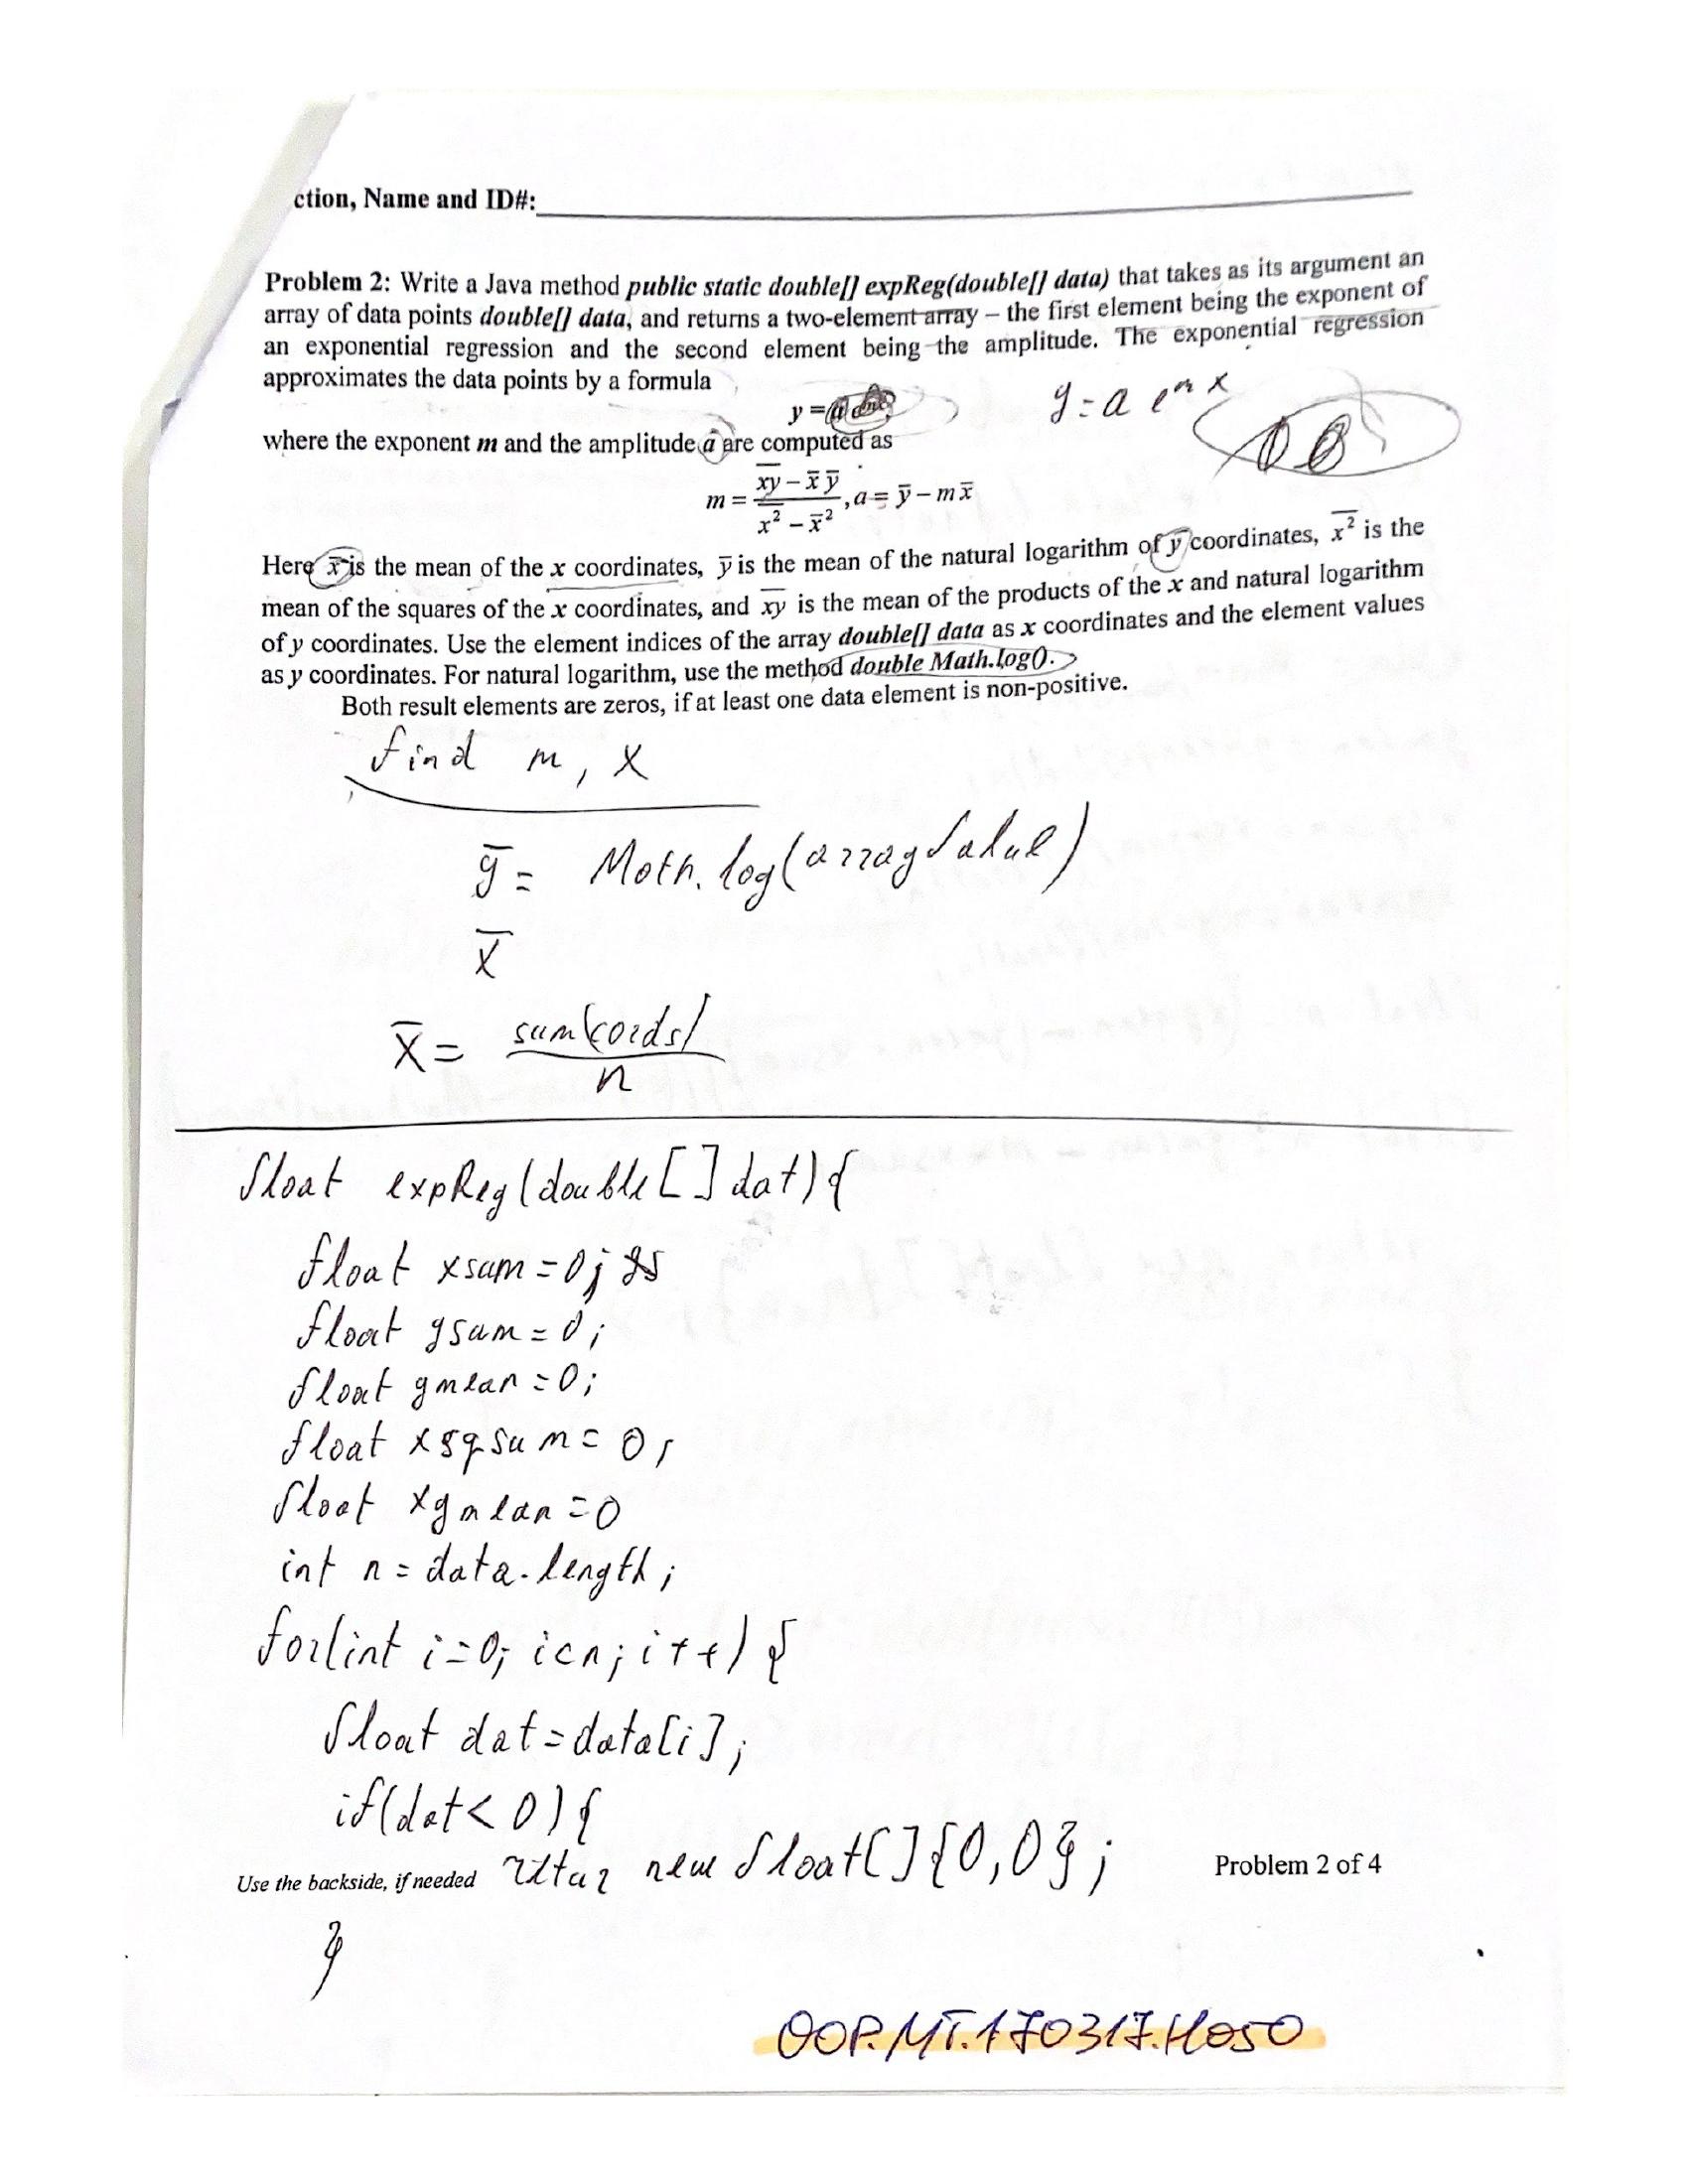 ction, Name and ID#:
Problem 2: Write a Java method public static double[] expReg(double[] data) that takes as its argument an
array of data points double[] data, and returns a two-element array – the first element being the exponent of
an exponential regression and the second element being the amplitude. The exponential regression
approximates the data points by a formula
y =
y = a e^{m x}
where the exponent m and the amplitude a are computed as
m = \frac{\overline{xy} - \bar{x}\,\bar{y}}{\overline{x^2} - \bar{x}^2}, a = \bar{y} - m\bar{x}
Here x̄ is the mean of the x coordinates, ȳ is the mean of the natural logarithm of y coordinates, \overline{x^2} is the
mean of the squares of the x coordinates, and \overline{xy} is the mean of the products of the x and natural logarithm
of y coordinates. Use the element indices of the array double[] data as x coordinates and the element values
as y coordinates. For natural logarithm, use the method double Math.log().
Both result elements are zeros, if at least one data element is non-positive.
find m, x
ȳ = Math.log(arrayValue)
x̄
x̄ = \frac{sum(cords)}{n}
float expReg(double[] dat){
float xsum = 0;
float ysum = 0;
float ymean = 0;
float xsqsum = 0;
float xymean = 0
int n = data.length;
for(int i=0; i<n; i++) {
float dat = data[i];
if(dat < 0) {
Use the backside, if needed retur new float[]{0,0};
Problem 2 of 4
}
OOP.MT.170317.H050